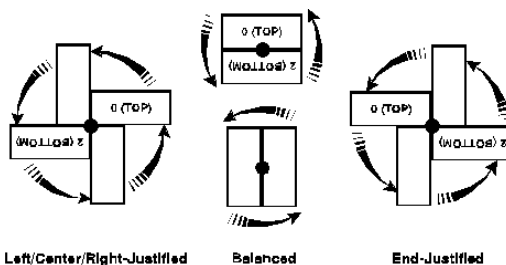 0 (TOP)
2 (BOTTOM)
0 (TOP)
2 (BOTTOM)
0 (TOP)
2 (BOTTOM)
Left/Center/Right-Justified
Balanced
End-Justified